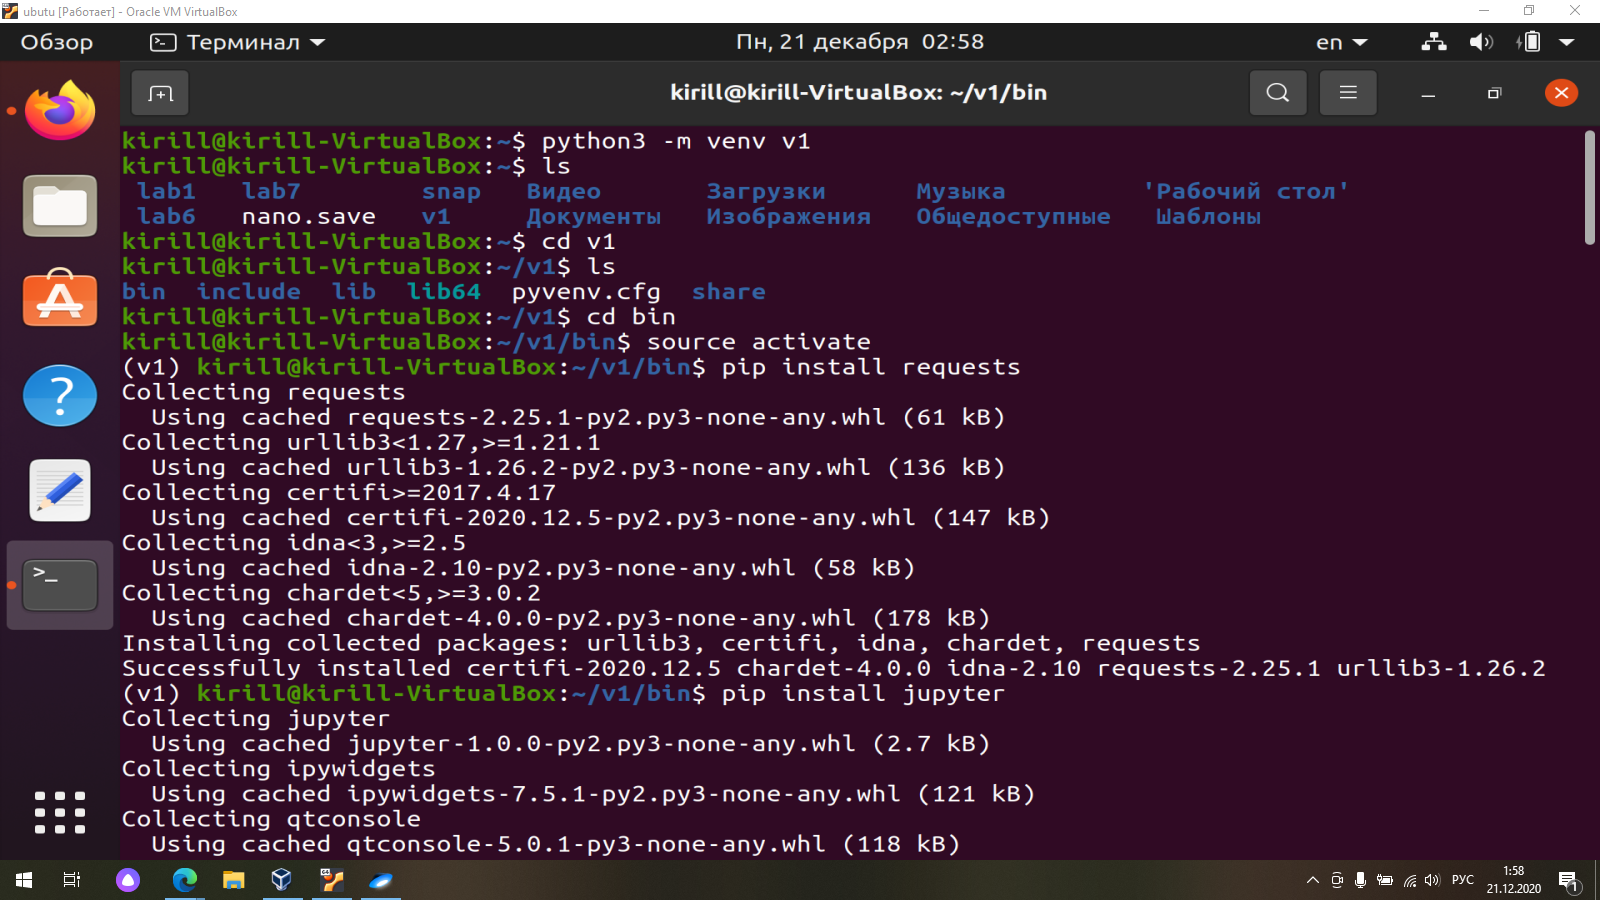 ubutu [Работает] - Oracle VM VirtualBox
Обзор Терминал Пн, 21 декабря 02:58 en
kirill@kirill-VirtualBox: ~/v1/bin
kirill@kirill-VirtualBox:~$ python3 -m venv v1
kirill@kirill-VirtualBox:~$ ls
lab1 lab7 snap Видео Загрузки Музыка 'Рабочий стол'
lab6 nano.save v1 Документы Изображения Общедоступные Шаблоны
kirill@kirill-VirtualBox:~$ cd v1
kirill@kirill-VirtualBox:~/v1$ ls
bin include lib lib64 pyvenv.cfg share
kirill@kirill-VirtualBox:~/v1$ cd bin
kirill@kirill-VirtualBox:~/v1/bin$ source activate
(v1) kirill@kirill-VirtualBox:~/v1/bin$ pip install requests
Collecting requests
Using cached requests-2.25.1-py2.py3-none-any.whl (61 kB)
Collecting urllib3<1.27,>=1.21.1
Using cached urllib3-1.26.2-py2.py3-none-any.whl (136 kB)
Collecting certifi>=2017.4.17
Using cached certifi-2020.12.5-py2.py3-none-any.whl (147 kB)
Collecting idna<3,>=2.5
Using cached idna-2.10-py2.py3-none-any.whl (58 kB)
Collecting chardet<5,>=3.0.2
Using cached chardet-4.0.0-py2.py3-none-any.whl (178 kB)
Installing collected packages: urllib3, certifi, idna, chardet, requests
Successfully installed certifi-2020.12.5 chardet-4.0.0 idna-2.10 requests-2.25.1 urllib3-1.26.2
(v1) kirill@kirill-VirtualBox:~/v1/bin$ pip install jupyter
Collecting jupyter
Using cached jupyter-1.0.0-py2.py3-none-any.whl (2.7 kB)
Collecting ipywidgets
Using cached ipywidgets-7.5.1-py2.py3-none-any.whl (121 kB)
Collecting qtconsole
Using cached qtconsole-5.0.1-py3-none-any.whl (118 kB)
РУС 1:58
21.12.2020
1